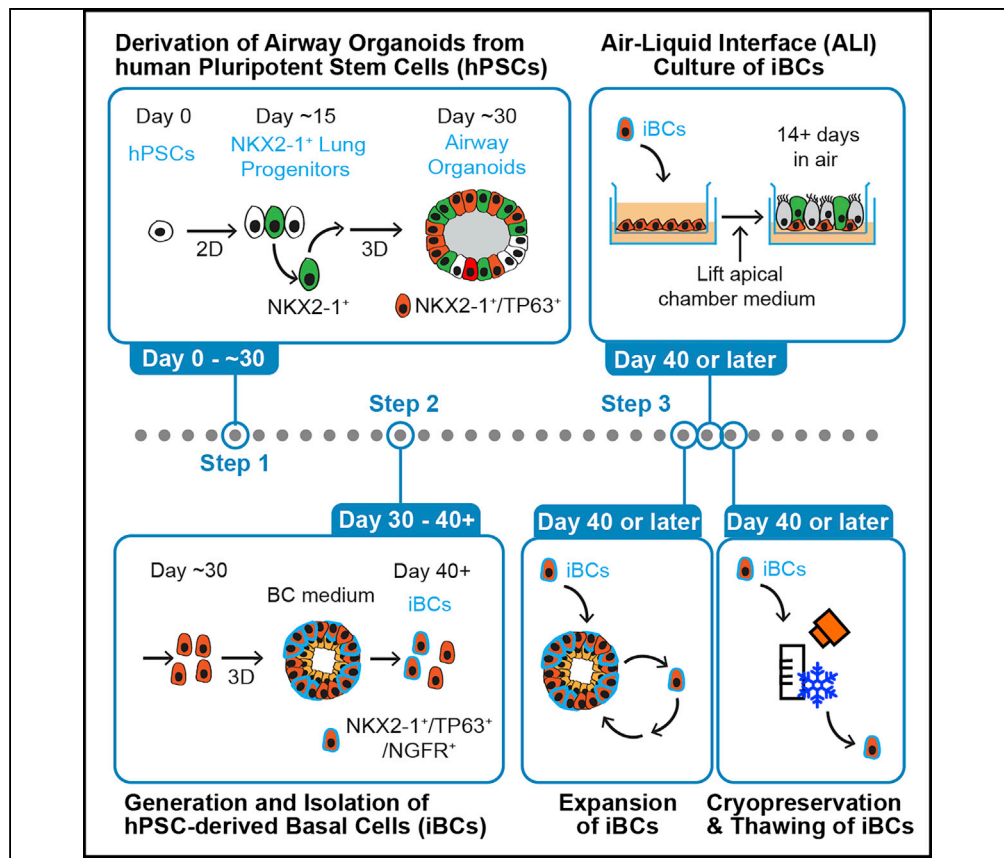 Derivation of Airway Organoids from
human Pluripotent Stem Cells (hPSCs)
Day 0
hPSCs
Day ~15
NKX2-1⁺ Lung
Progenitors
Day ~30
Airway
Organoids
2D
3D
NKX2-1⁺
NKX2-1⁺/TP63⁺
Day 0 - ~30
Air-Liquid Interface (ALI)
Culture of iBCs
iBCs
14+ days
in air
Lift apical
chamber medium
Day 40 or later
Step 1
Step 2
Step 3
Day 30 - 40+
Day ~30
3D
BC medium
Day 40+
iBCs
NKX2-1⁺/TP63⁺
/NGFR⁺
Generation and Isolation of
hPSC-derived Basal Cells (iBCs)
Day 40 or later
iBCs
Expansion
of iBCs
Day 40 or later
iBCs
Cryopreservation
& Thawing of iBCs